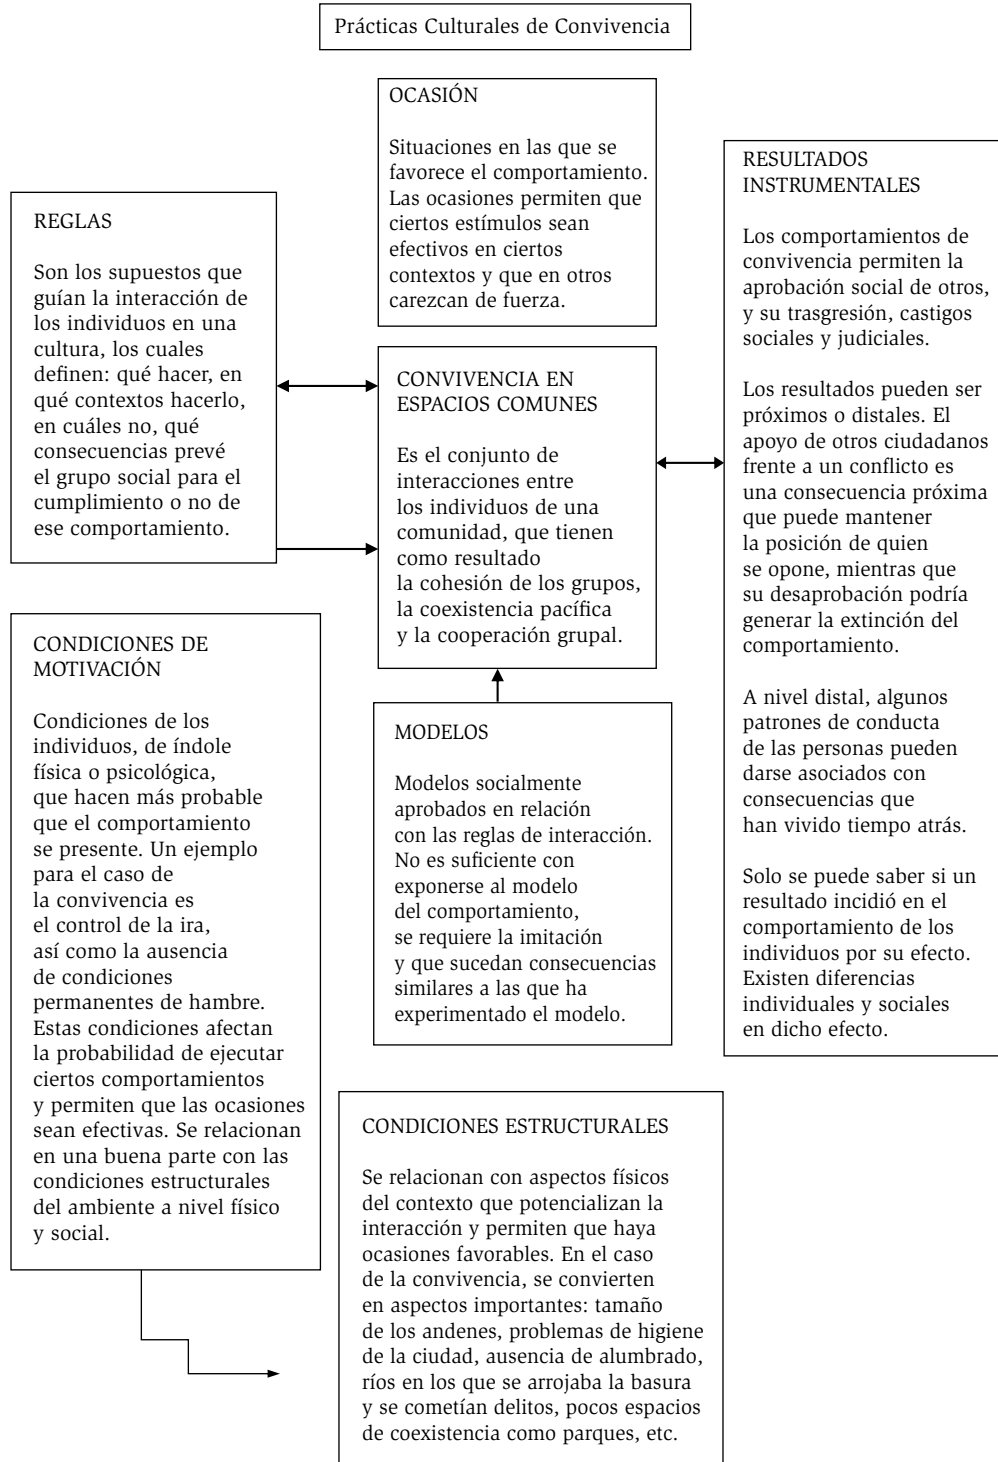 Prácticas Culturales de Convivencia
OCASIÓN
Situaciones en las que se
favorece el comportamiento.
Las ocasiones permiten que
ciertos estímulos sean
efectivos en ciertos
contextos y que en otros
carezcan de fuerza.
REGLAS
Son los supuestos que
guían la interacción de
los individuos en una
cultura, los cuales
definen: qué hacer, en
qué contextos hacerlo,
en cuáles no, qué
consecuencias prevé
el grupo social para el
cumplimiento o no de
ese comportamiento.
CONVIVENCIA EN
ESPACIOS COMUNES
Es el conjunto de
interacciones entre
los individuos de una
comunidad, que tienen
como resultado
la cohesión de los grupos,
la coexistencia pacífica
y la cooperación grupal.
RESULTADOS
INSTRUMENTALES
Los comportamientos de
convivencia permiten la
aprobación social de otros,
y su trasgresión, castigos
sociales y judiciales.
Los resultados pueden ser
próximos o distales. El
apoyo de otros ciudadanos
frente a un conflicto es
una consecuencia próxima
que puede mantener
la posición de quien
se opone, mientras que
su desaprobación podría
generar la extinción del
comportamiento.
A nivel distal, algunos
patrones de conducta
de las personas pueden
darse asociados con
consecuencias que
han vivido tiempo atrás.
Solo se puede saber si un
resultado incidió en el
comportamiento de los
individuos por su efecto.
Existen diferencias
individuales y sociales
en dicho efecto.
CONDICIONES DE
MOTIVACIÓN
Condiciones de los
individuos, de índole
física o psicológica,
que hacen más probable
que el comportamiento
se presente. Un ejemplo
para el caso de
la convivencia es
el control de la ira,
así como la ausencia
de condiciones
permanentes de hambre.
Estas condiciones afectan
la probabilidad de ejecutar
ciertos comportamientos
y permiten que las ocasiones
sean efectivas. Se relacionan
en una buena parte con las
condiciones estructurales
del ambiente a nivel físico
y social.
MODELOS
Modelos socialmente
aprobados en relación
con las reglas de interacción.
No es suficiente con
exponerse al modelo
del comportamiento,
se requiere la imitación
y que sucedan consecuencias
similares a las que ha
experimentado el modelo.
CONDICIONES ESTRUCTURALES
Se relacionan con aspectos físicos
del contexto que potencializan la
interacción y permiten que haya
ocasiones favorables. En el caso
de la convivencia, se convierten
en aspectos importantes: tamaño
de los andenes, problemas de higiene
de la ciudad, ausencia de alumbrado,
ríos en los que se arrojaba la basura
y se cometían delitos, pocos espacios
de coexistencia como parques, etc.